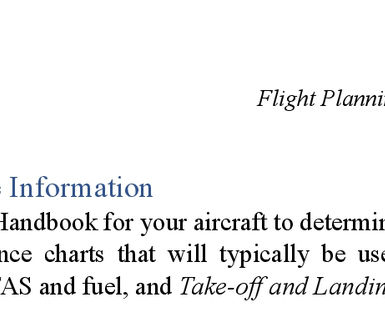 Flight Plannin
Information
Handbook for your aircraft to determin
nce charts that will typically be use
AS and fuel, and Take-off and Landin